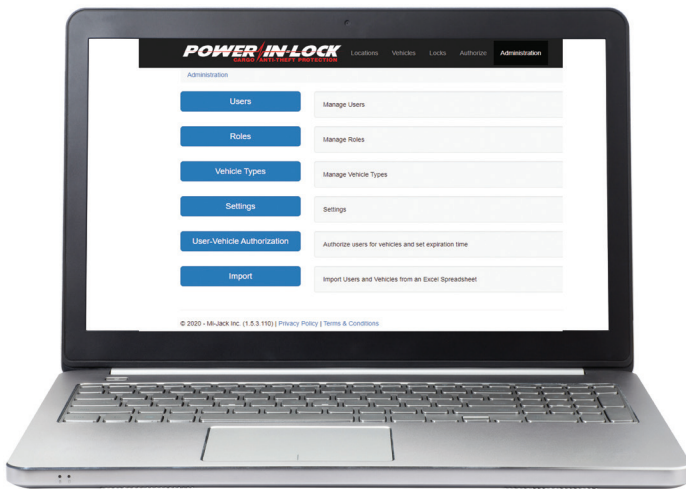 POWER IN-LOCK
CARGO ANTI-THEFT PROTECTION
Locations Vehicles Locks Authorize Administration
Administration
Users Manage Users
Roles Manage Roles
Vehicle Types Manage Vehicle Types
Settings Settings
User-Vehicle Authorization Authorize users for vehicles and set expiration time
Import Import Users and Vehicles from an Excel Spreadsheet
© 2020 - Mi-Jack Inc. (1.5.3.110) | Privacy Policy | Terms & Conditions